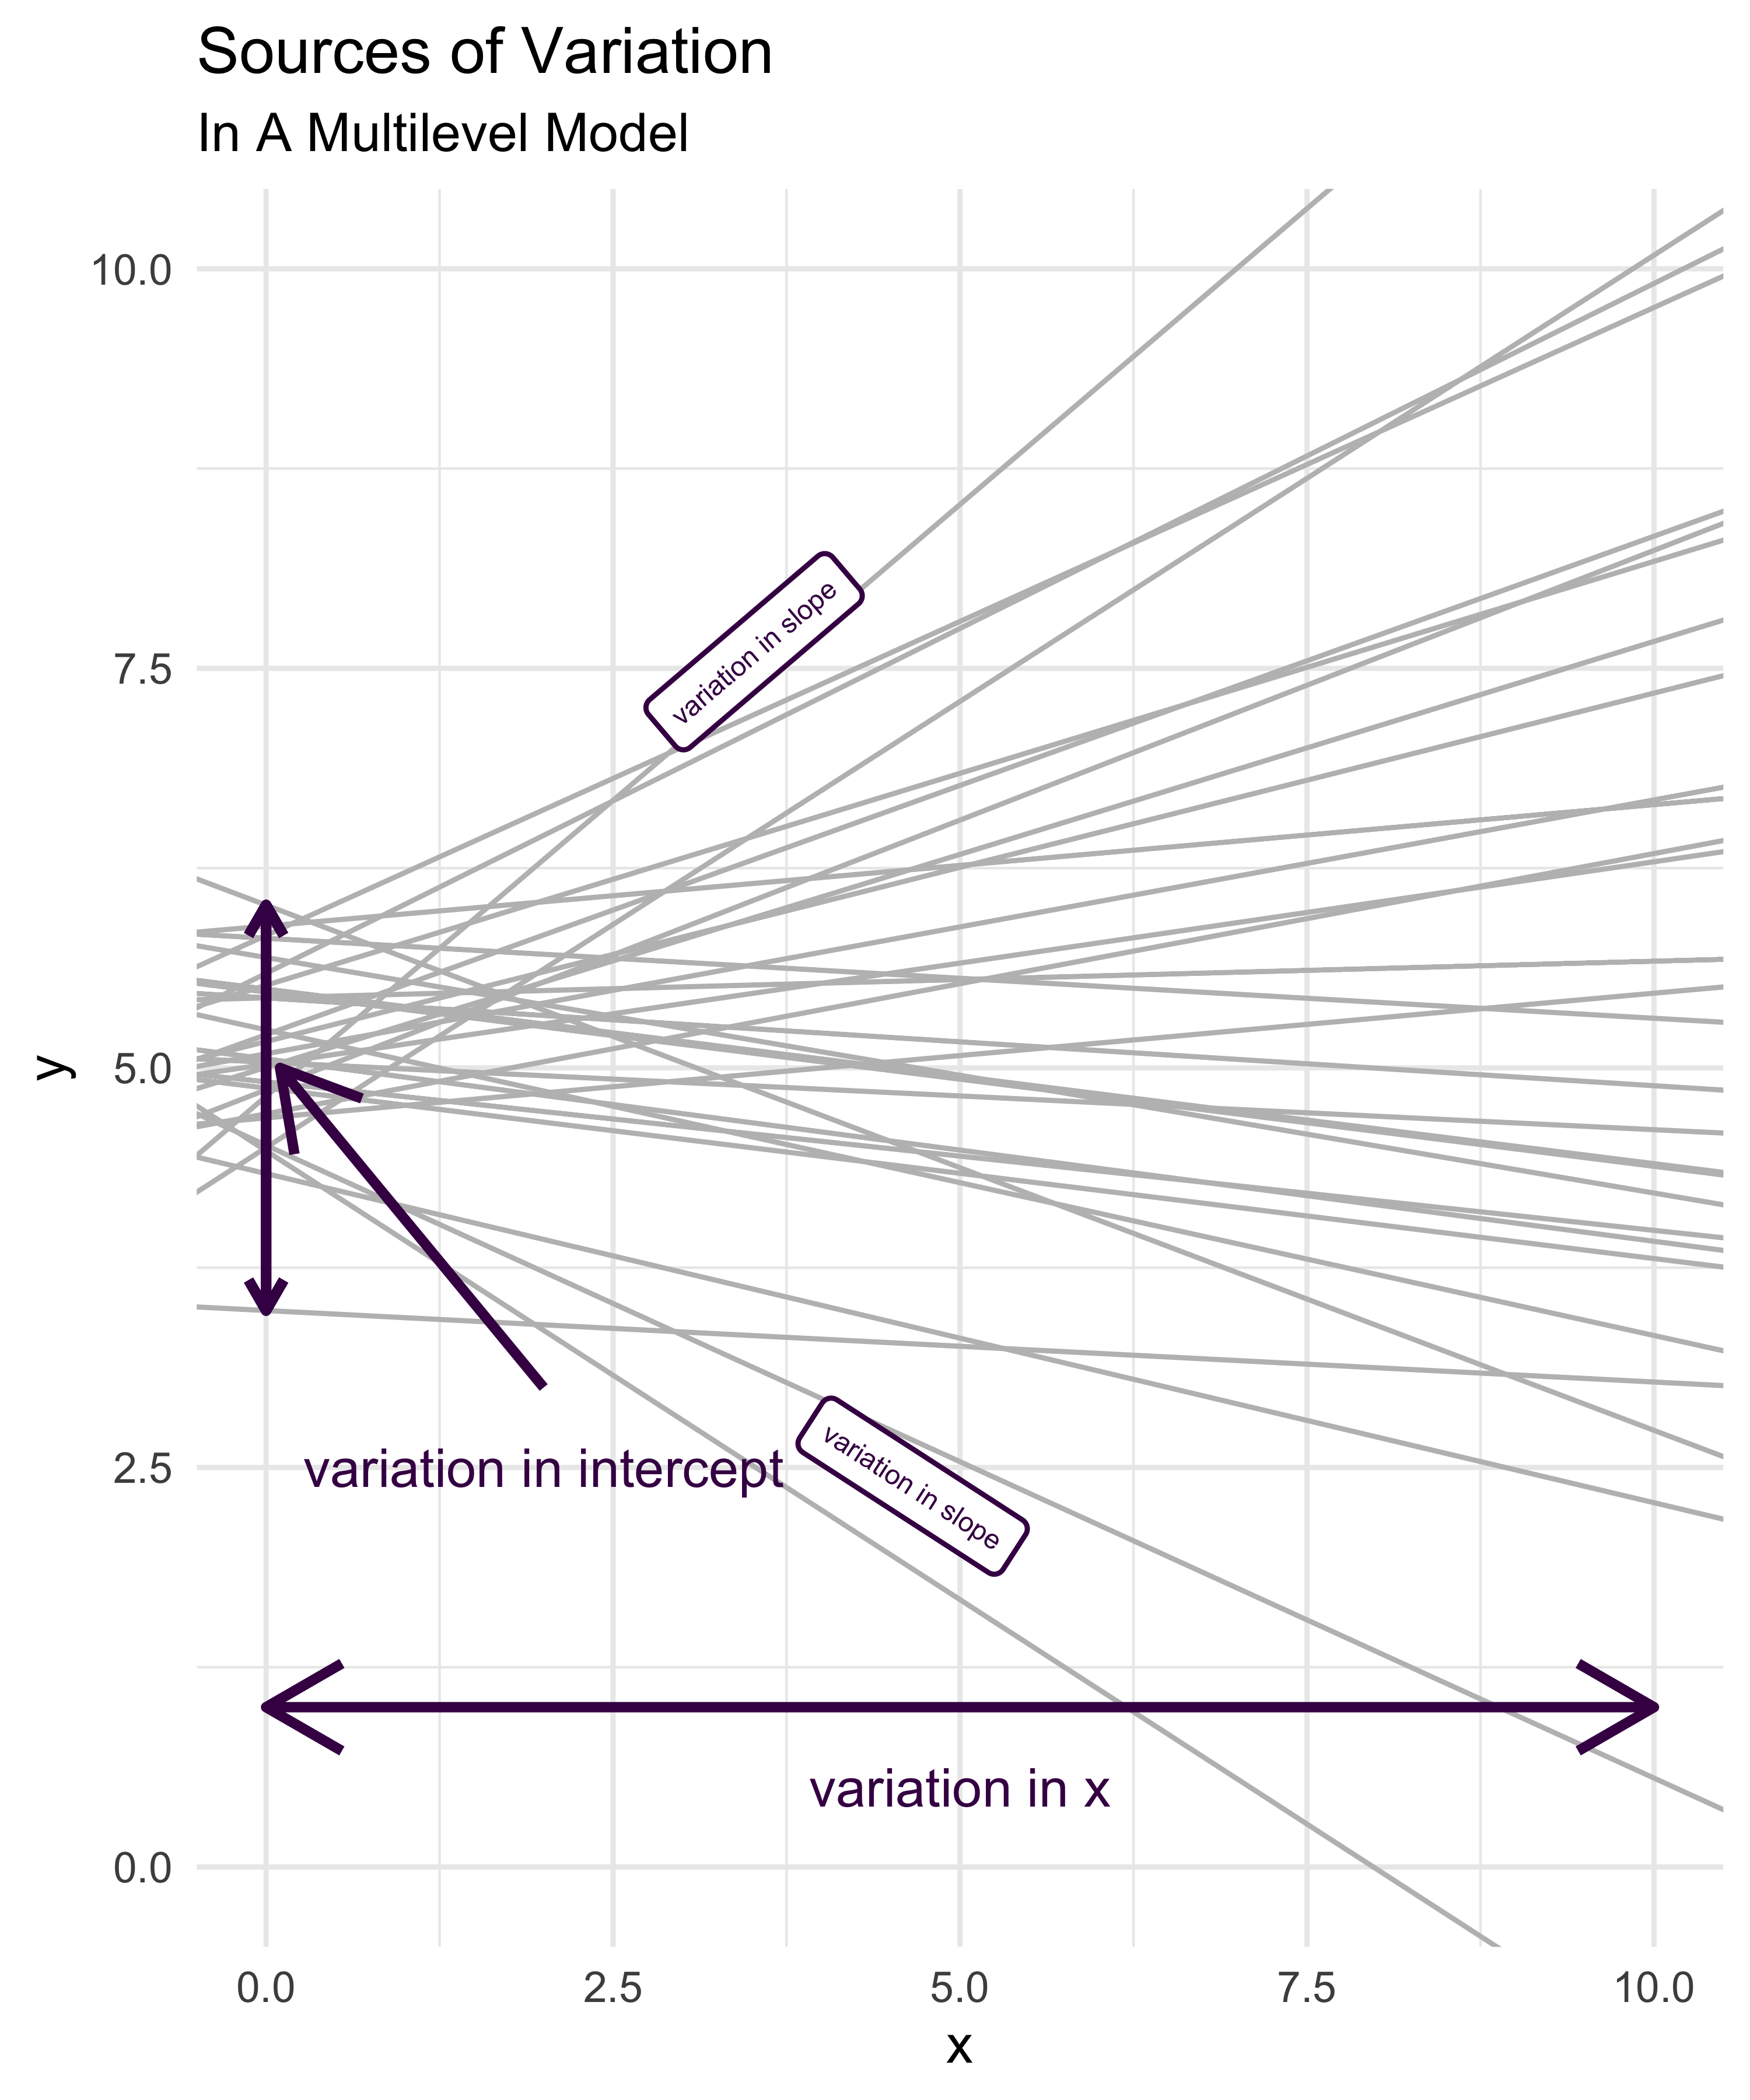 Sources of Variation
In A Multilevel Model
10.0
7.5
5.0
2.5
0.0
y
variation in slope
variation in intercept
variation in slope
variation in x
0.0 2.5 5.0 7.5 10.0
x